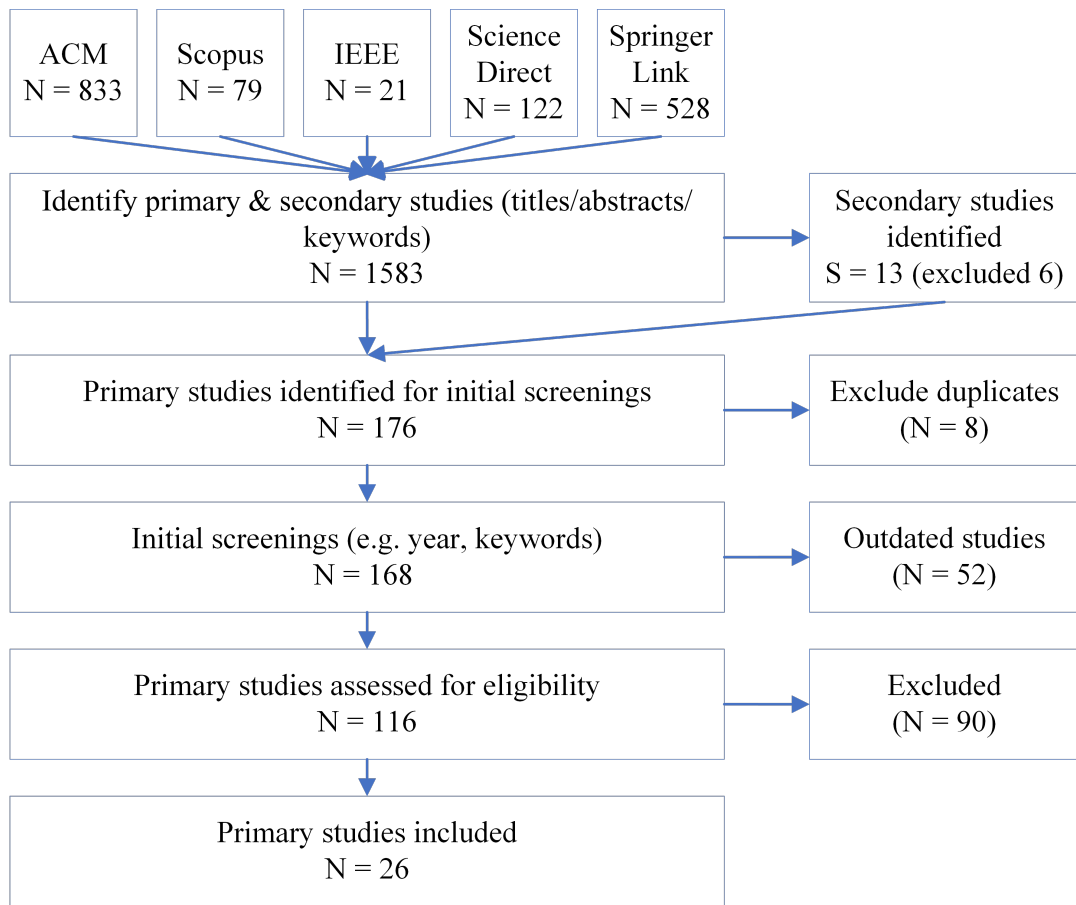 ACM
N = 833
Scopus
N = 79
IEEE
N = 21
Science
Direct
N = 122
Springer
Link
N = 528
Identify primary & secondary studies (titles/abstracts/
keywords)
N = 1583
Secondary studies
identified
S = 13 (excluded 6)
Primary studies identified for initial screenings
N = 176
Exclude duplicates
(N = 8)
Initial screenings (e.g. year, keywords)
N = 168
Outdated studies
(N = 52)
Primary studies assessed for eligibility
N = 116
Excluded
(N = 90)
Primary studies included
N = 26